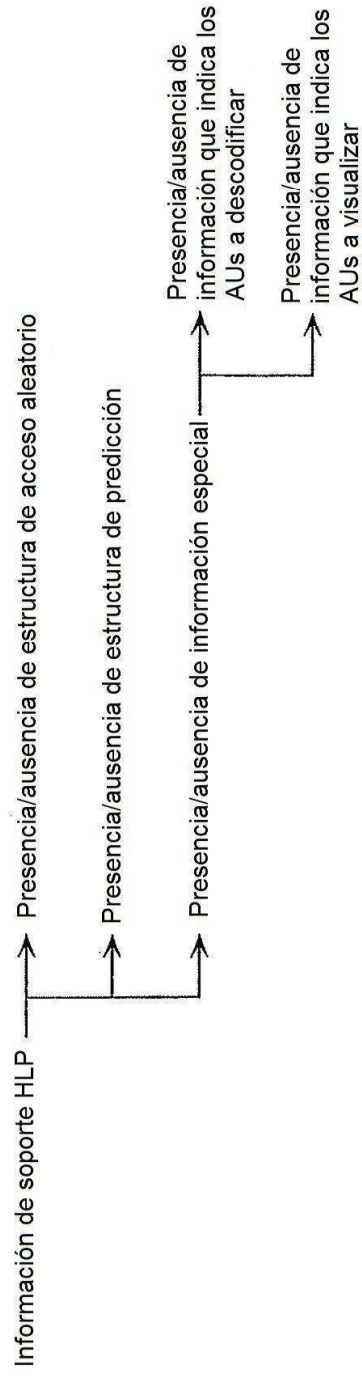 Información de soporte HLP
Presencia/ausencia de estructura de acceso aleatorio
Presencia/ausencia de estructura de predicción
Presencia/ausencia de información especial
Presencia/ausencia de
información que indica los
AUs a descodificar
Presencia/ausencia de
información que indica los
AUs a visualizar